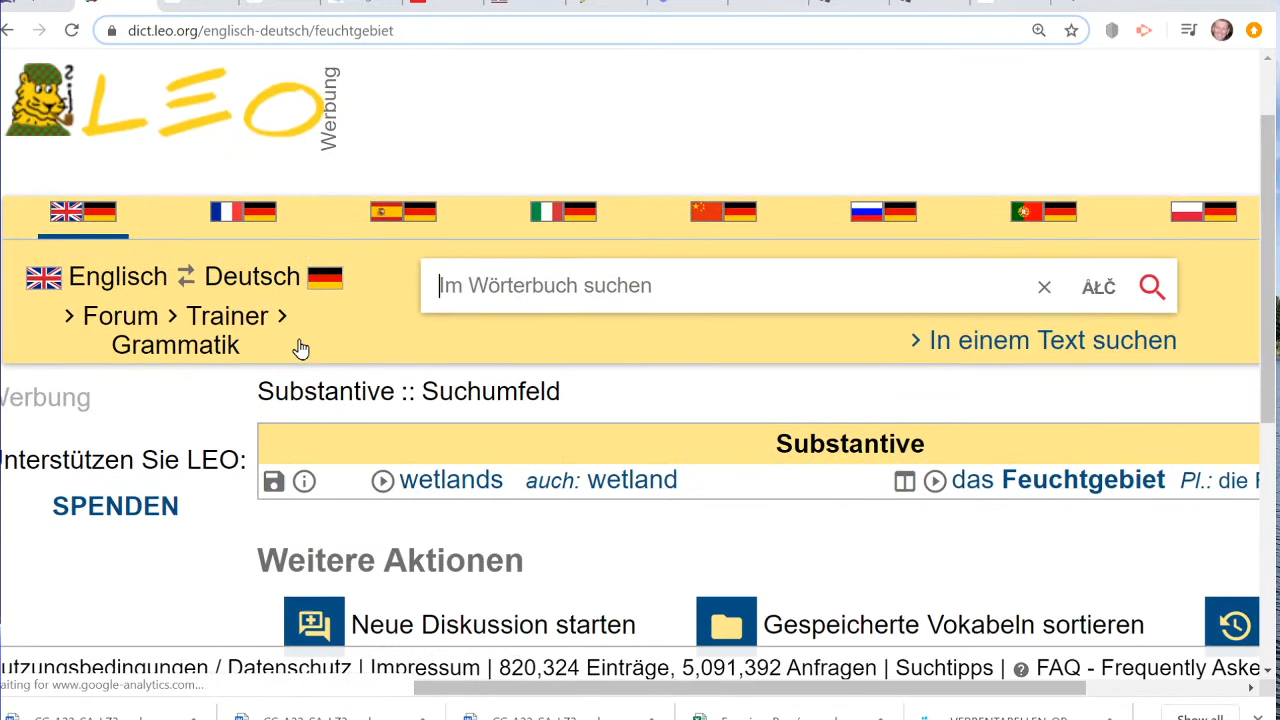 dict.leo.org/englisch-deutsch/feuchtgebiet
LEO
Werbung
Englisch Deutsch
Im Wörterbuch suchen
ÂŁČ
› Forum › Trainer ›
Grammatik
› In einem Text suchen
Werbung
Substantive :: Suchumfeld
Unterstützen Sie LEO:
SPENDEN
Substantive
wetlands auch: wetland
das Feuchtgebiet Pl.: die
Weitere Aktionen
Neue Diskussion starten
Gespeicherte Vokabeln sortieren
utzungsbedingungen / Datenschutz | Impressum | 820,324 Einträge, 5,091,392 Anfragen | Suchtipps | FAQ - Frequently Aske
aiting for www.google-analytics.com...
Show all